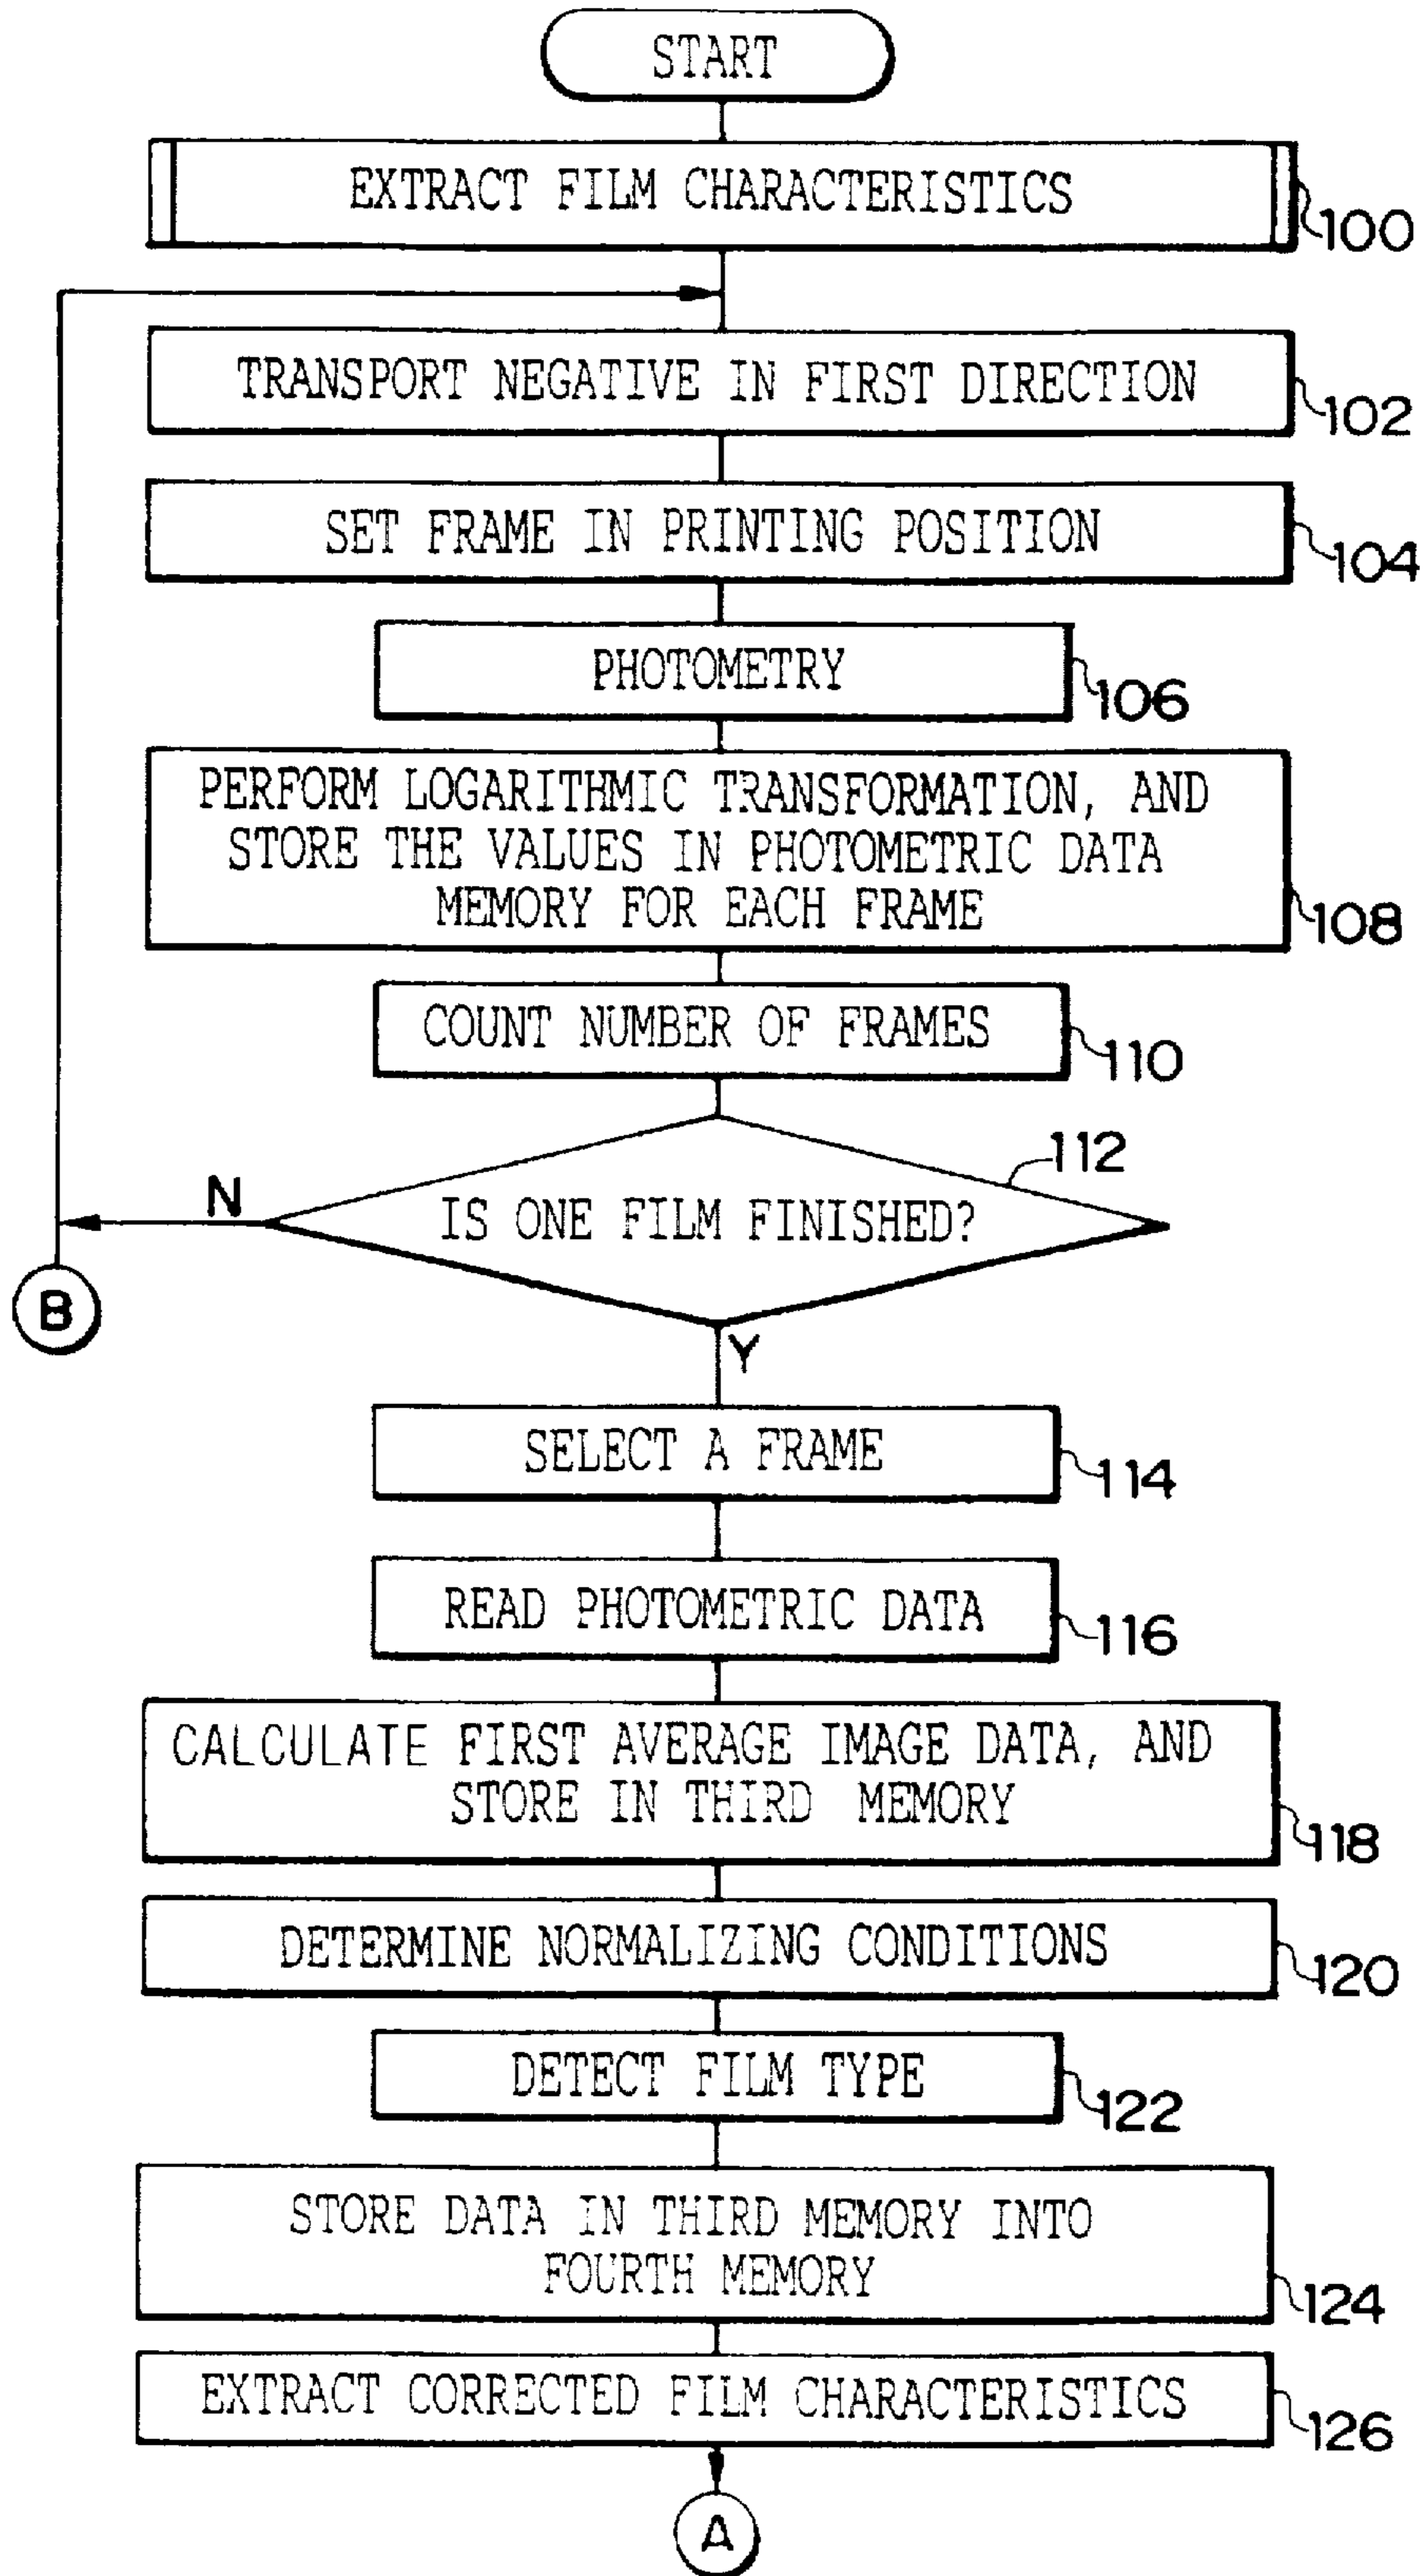 START
EXTRACT FILM CHARACTERISTICS
100
TRANSPORT NEGATIVE IN FIRST DIRECTION
102
SET FRAME IN PRINTING POSITION
104
PHOTOMETRY
106
PERFORM LOGARITHMIC TRANSFORMATION, AND
STORE THE VALUES IN PHOTOMETRIC DATA
MEMORY FOR EACH FRAME
108
COUNT NUMBER OF FRAMES
110
112
N
IS ONE FILM FINISHED?
B
Y
SELECT A FRAME
114
READ PHOTOMETRIC DATA
116
CALCULATE FIRST AVERAGE IMAGE DATA, AND
STORE IN THIRD MEMORY
118
DETERMINE NORMALIZING CONDITIONS
120
DETECT FILM TYPE
122
STORE DATA IN THIRD MEMORY INTO
FOURTH MEMORY
124
EXTRACT CORRECTED FILM CHARACTERISTICS
126
A